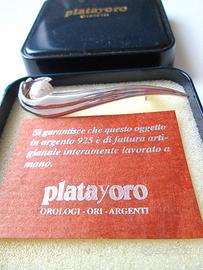 platayoro
Si garantisce che questo oggetto
in argento 925 è di fattura arti-
gianale interamente lavorato a
mano.
platayoro
OROLOGI - ORI - ARGENTI